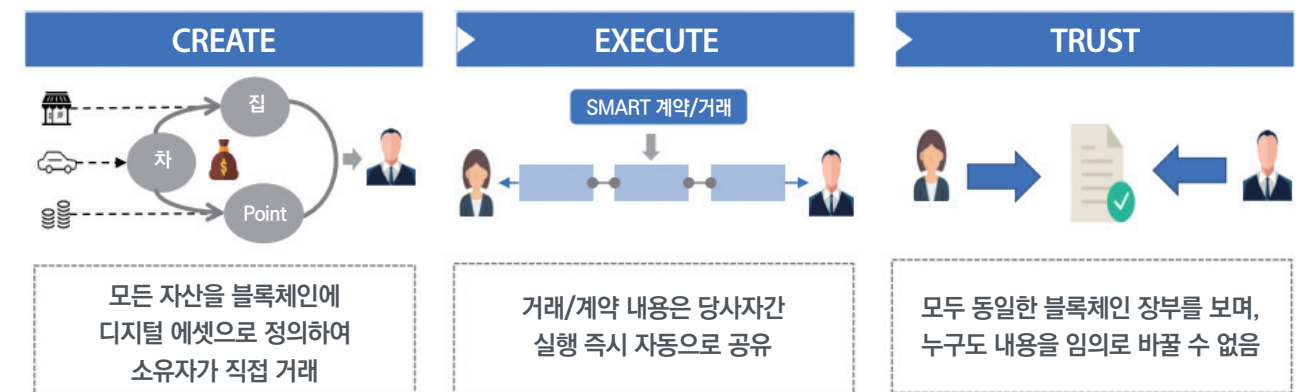 CREATE
집
차
Point
모든 자산을 블록체인에
디지털 에셋으로 정의하여
소유자가 직접 거래
EXECUTE
SMART 계약/거래
거래/계약 내용은 당사자간
실행 즉시 자동으로 공유
TRUST
모두 동일한 블록체인 장부를 보며,
누구도 내용을 임의로 바꿀 수 없음